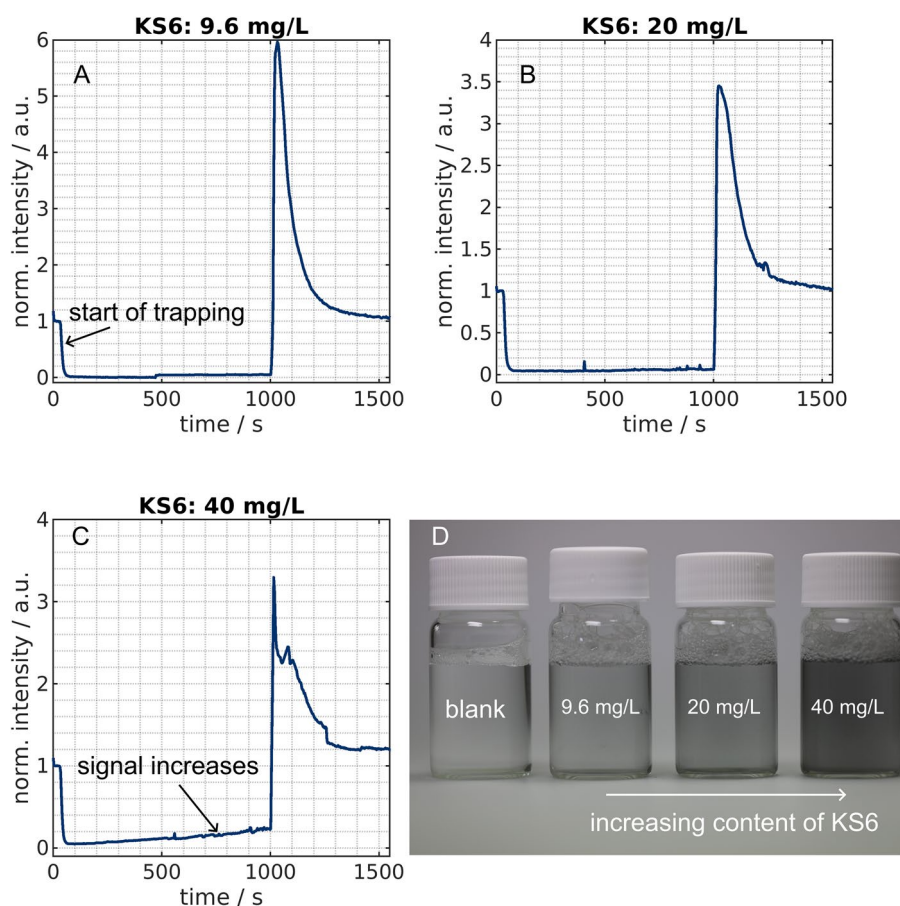 KS6: 9.6 mg/L
A
start of trapping
norm. intensity / a.u.
6
5
4
3
2
1
0
0 500 1000 1500
time / s
KS6: 20 mg/L
B
norm. intensity / a.u.
4
3.5
3
2.5
2
1.5
1
0.5
0
0 500 1000 1500
time / s
KS6: 40 mg/L
C
signal increases
norm. intensity / a.u.
4
3
2
1
0
0 500 1000 1500
time / s
D
blank 9.6 mg/L 20 mg/L 40 mg/L
increasing content of KS6